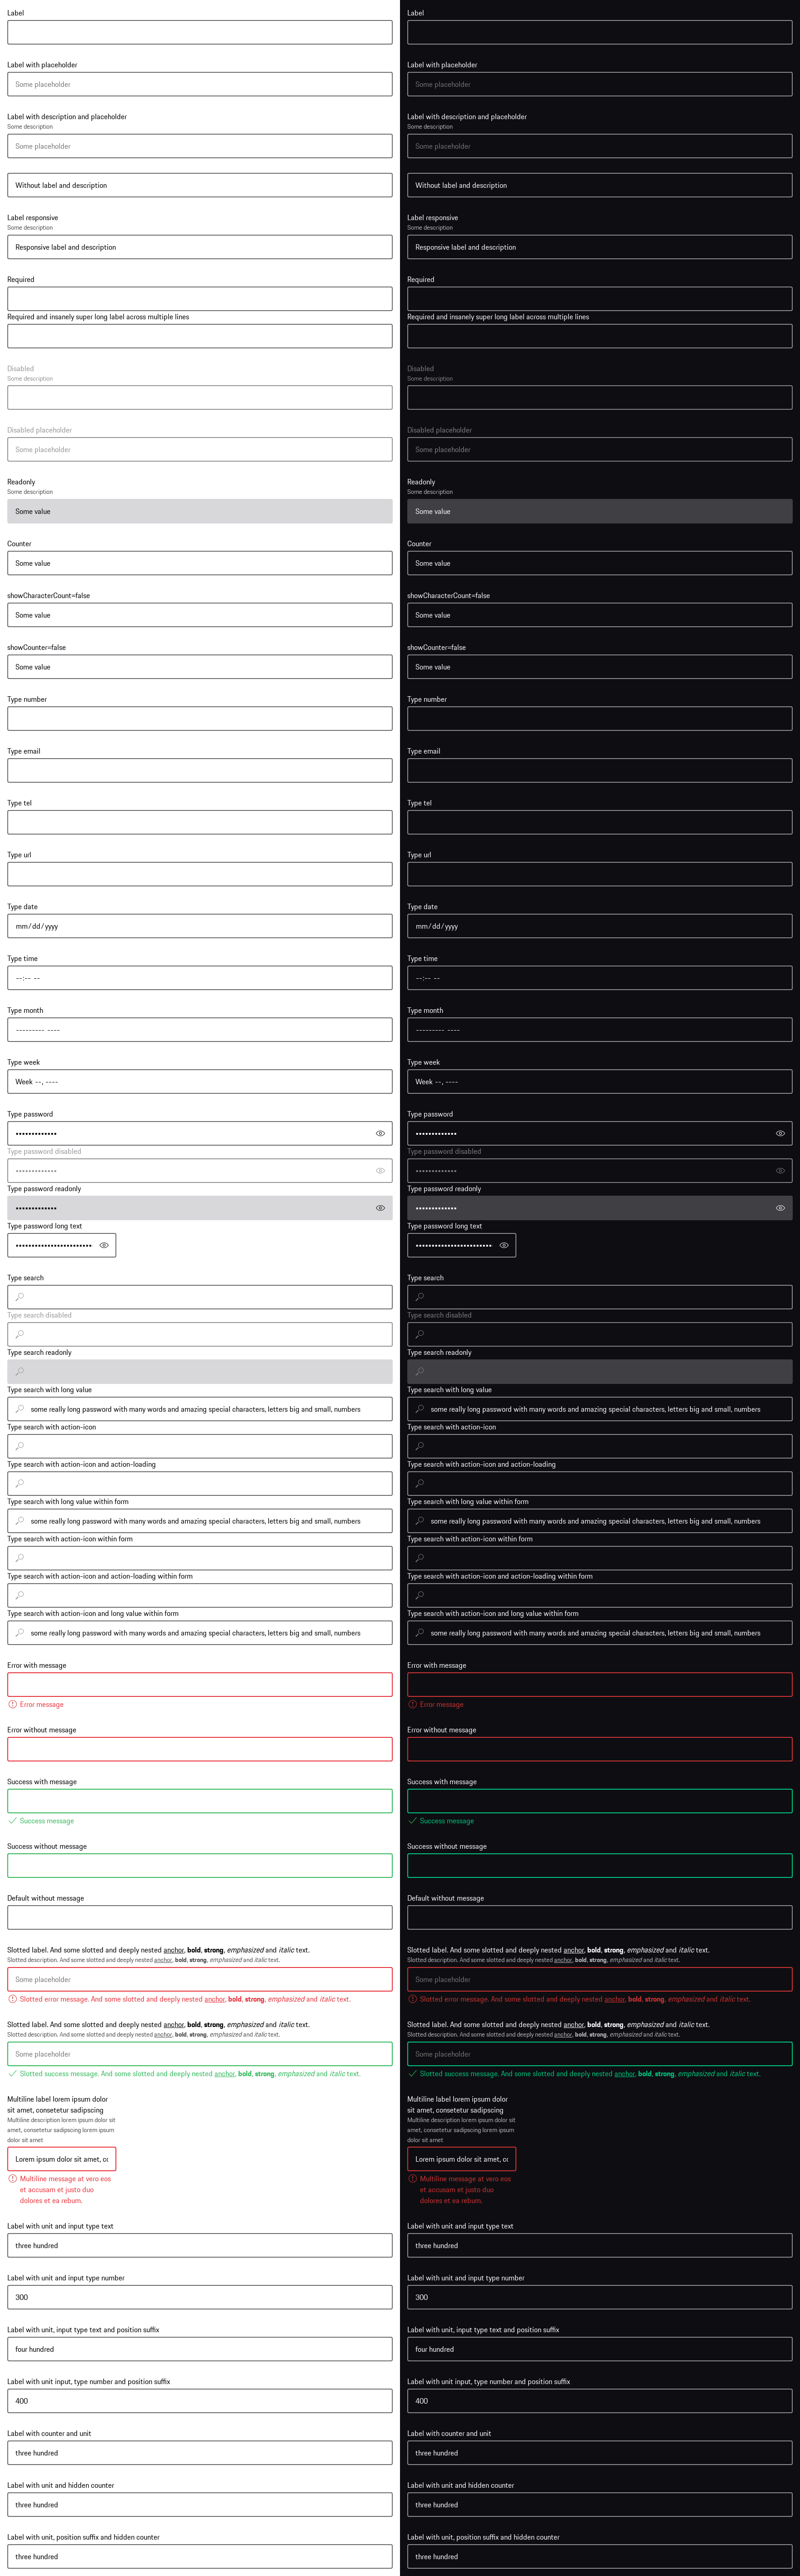 Label
Label with placeholder
Some placeholder
Label with description and placeholder
Some description
Some placeholder
Without label and description
Label responsive
Some description
Responsive label and description
Required
Required and insanely super long label across multiple lines
Disabled
Some description
Disabled placeholder
Some placeholder
Readonly
Some description
Some value
Counter
Some value
showCharacterCount=false
Some value
showCounter=false
Some value
Type number
Type email
Type tel
Type url
Type date
mm/dd/yyyy
Type time
--:-- --
Type month
--------- ----
Type week
Week --, ----
Type password
Type password disabled
Type password readonly
Type password long text
Type search
Type search disabled
Type search readonly
Type search with long value
some really long password with many words and amazing special characters, letters big and small, numbers
Type search with action-icon
Type search with action-icon and action-loading
Type search with long value within form
some really long password with many words and amazing special characters, letters big and small, numbers
Type search with action-icon within form
Type search with action-icon and action-loading within form
Type search with action-icon and long value within form
some really long password with many words and amazing special characters, letters big and small, numbers
Error with message
Error message
Error without message
Success with message
Success message
Success without message
Default without message
Slotted label. And some slotted and deeply nested anchor, bold, strong, emphasized and italic text.
Slotted description. And some slotted and deeply nested anchor, bold, strong, emphasized and italic text.
Some placeholder
Slotted error message. And some slotted and deeply nested anchor, bold, strong, emphasized and italic text.
Slotted label. And some slotted and deeply nested anchor, bold, strong, emphasized and italic text.
Slotted description. And some slotted and deeply nested anchor, bold, strong, emphasized and italic text.
Some placeholder
Slotted success message. And some slotted and deeply nested anchor, bold, strong, emphasized and italic text.
Multiline label lorem ipsum dolor
sit amet, consetetur sadipscing
Multiline description lorem ipsum dolor sit
amet, consetetur sadipscing lorem ipsum
dolor sit amet
Lorem ipsum dolor sit amet, co
Multiline message at vero eos
et accusam et justo duo
dolores et ea rebum.
Label with unit and input type text
three hundred
Label with unit and input type number
300
Label with unit, input type text and position suffix
four hundred
Label with unit input, type number and position suffix
400
Label with counter and unit
three hundred
Label with unit and hidden counter
three hundred
Label with unit, position suffix and hidden counter
three hundred
Label
Label with placeholder
Some placeholder
Label with description and placeholder
Some description
Some placeholder
Without label and description
Label responsive
Some description
Responsive label and description
Required
Required and insanely super long label across multiple lines
Disabled
Some description
Disabled placeholder
Some placeholder
Readonly
Some description
Some value
Counter
Some value
showCharacterCount=false
Some value
showCounter=false
Some value
Type number
Type email
Type tel
Type url
Type date
mm/dd/yyyy
Type time
--:-- --
Type month
--------- ----
Type week
Week --, ----
Type password
Type password disabled
Type password readonly
Type password long text
Type search
Type search disabled
Type search readonly
Type search with long value
some really long password with many words and amazing special characters, letters big and small, numbers
Type search with action-icon
Type search with action-icon and action-loading
Type search with long value within form
some really long password with many words and amazing special characters, letters big and small, numbers
Type search with action-icon within form
Type search with action-icon and action-loading within form
Type search with action-icon and long value within form
some really long password with many words and amazing special characters, letters big and small, numbers
Error with message
Error message
Error without message
Success with message
Success message
Success without message
Default without message
Slotted label. And some slotted and deeply nested anchor, bold, strong, emphasized and italic text.
Slotted description. And some slotted and deeply nested anchor, bold, strong, emphasized and italic text.
Some placeholder
Slotted error message. And some slotted and deeply nested anchor, bold, strong, emphasized and italic text.
Slotted label. And some slotted and deeply nested anchor, bold, strong, emphasized and italic text.
Slotted description. And some slotted and deeply nested anchor, bold, strong, emphasized and italic text.
Some placeholder
Slotted success message. And some slotted and deeply nested anchor, bold, strong, emphasized and italic text.
Multiline label lorem ipsum dolor
sit amet, consetetur sadipscing
Multiline description lorem ipsum dolor sit
amet, consetetur sadipscing lorem ipsum
dolor sit amet
Lorem ipsum dolor sit amet, co
Multiline message at vero eos
et accusam et justo duo
dolores et ea rebum.
Label with unit and input type text
three hundred
Label with unit and input type number
300
Label with unit, input type text and position suffix
four hundred
Label with unit input, type number and position suffix
400
Label with counter and unit
three hundred
Label with unit and hidden counter
three hundred
Label with unit, position suffix and hidden counter
three hundred